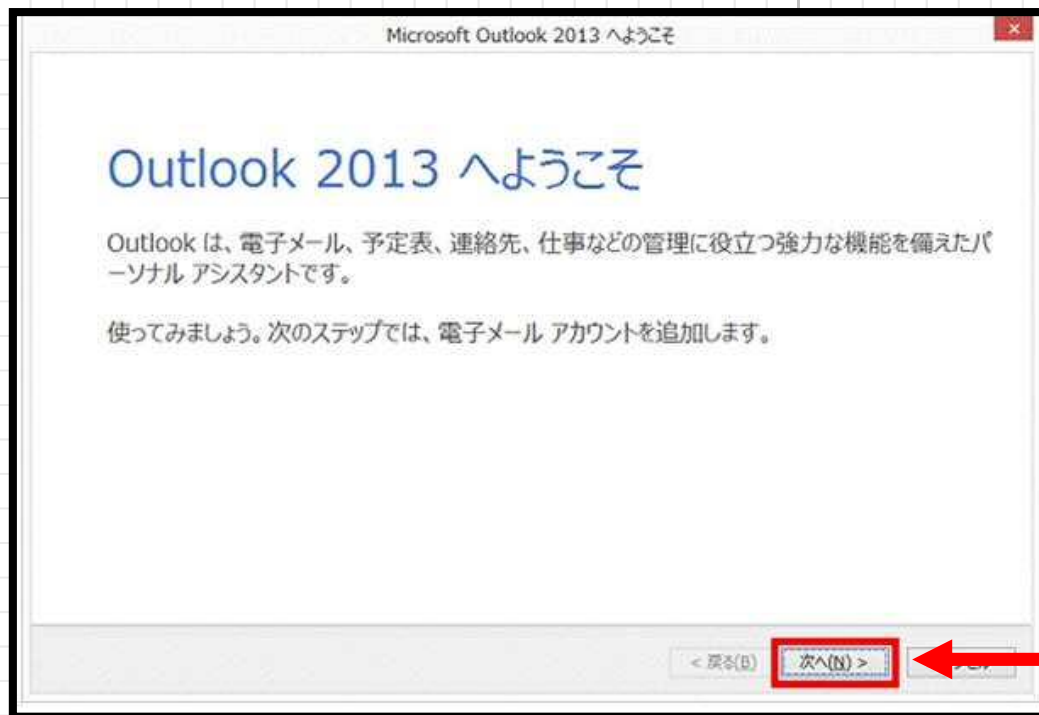 Microsoft Outlook 2013 へようこそ
Outlook 2013 へようこそ
Outlook は、電子メール、予定表、連絡先、仕事などの管理に役立つ強力な機能を備えたパ
ーソナル アシスタントです。
使ってみましょう。次のステップでは、電子メール アカウントを追加します。
< 戻る(B) 次へ(N) >